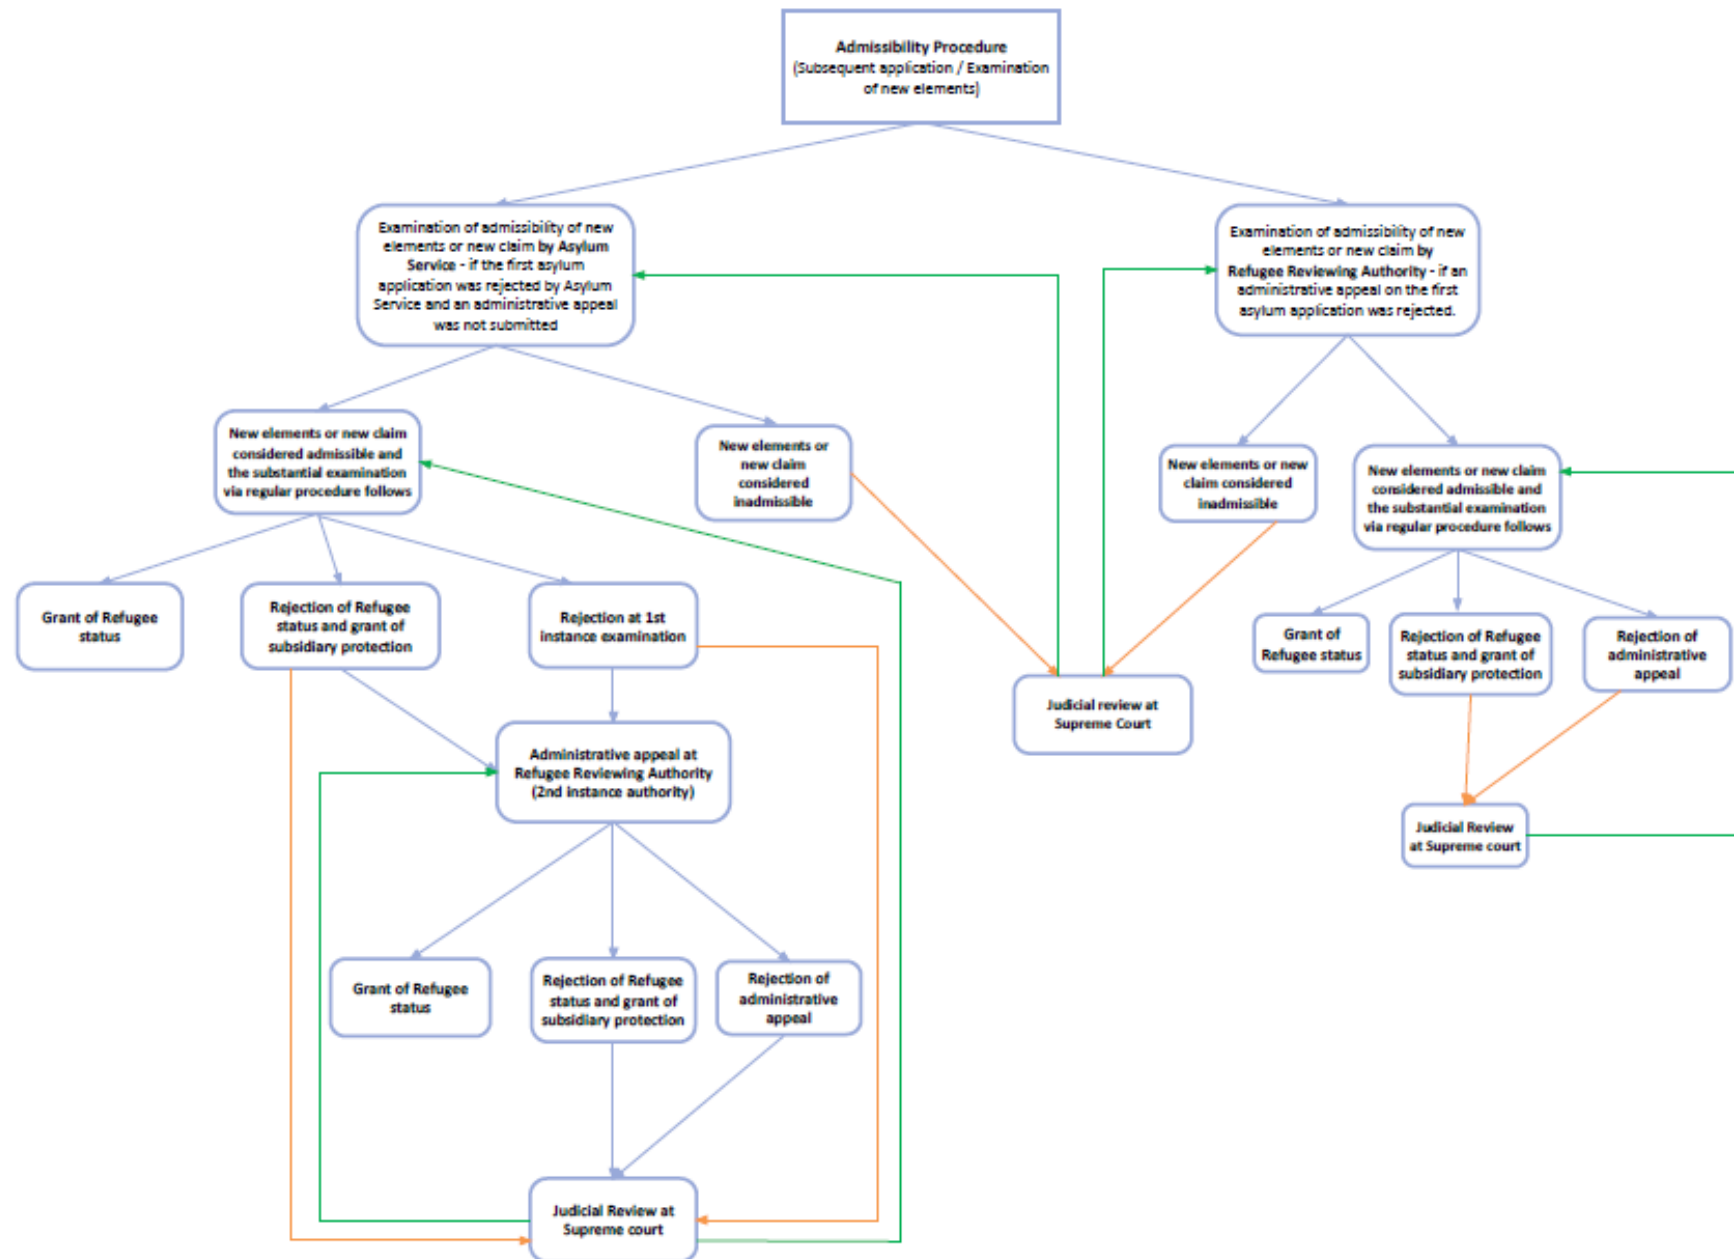 Admissibility Procedure
(Subsequent application / Examination
of new elements)
Examination of admissibility of new
elements or new claim by Asylum
Service - if the first asylum
application was rejected by Asylum
Service and an administrative appeal
was not submitted
Examination of admissibility of new
elements or new claim by
Refugee Reviewing Authority - if an
administrative appeal on the first
asylum application was rejected.
New elements or new claim
considered admissible and
the substantial examination
via regular procedure follows
New elements or
new claim
considered
inadmissible
New elements or new
claim considered
inadmissible
New elements or new claim
considered admissible and
the substantial examination
via regular procedure follows
Grant of Refugee
status
Rejection of Refugee
status and grant of
subsidiary protection
Rejection at 1st
instance examination
Grant of
Refugee status
Rejection of Refugee
status and grant of
subsidiary protection
Rejection of
administrative
appeal
Judicial review at
Supreme Court
Administrative appeal at
Refugee Reviewing Authority
(2nd instance authority)
Judicial Review
at Supreme court
Grant of Refugee
status
Rejection of Refugee
status and grant of
subsidiary protection
Rejection of
administrative
appeal
Judicial Review at
Supreme court